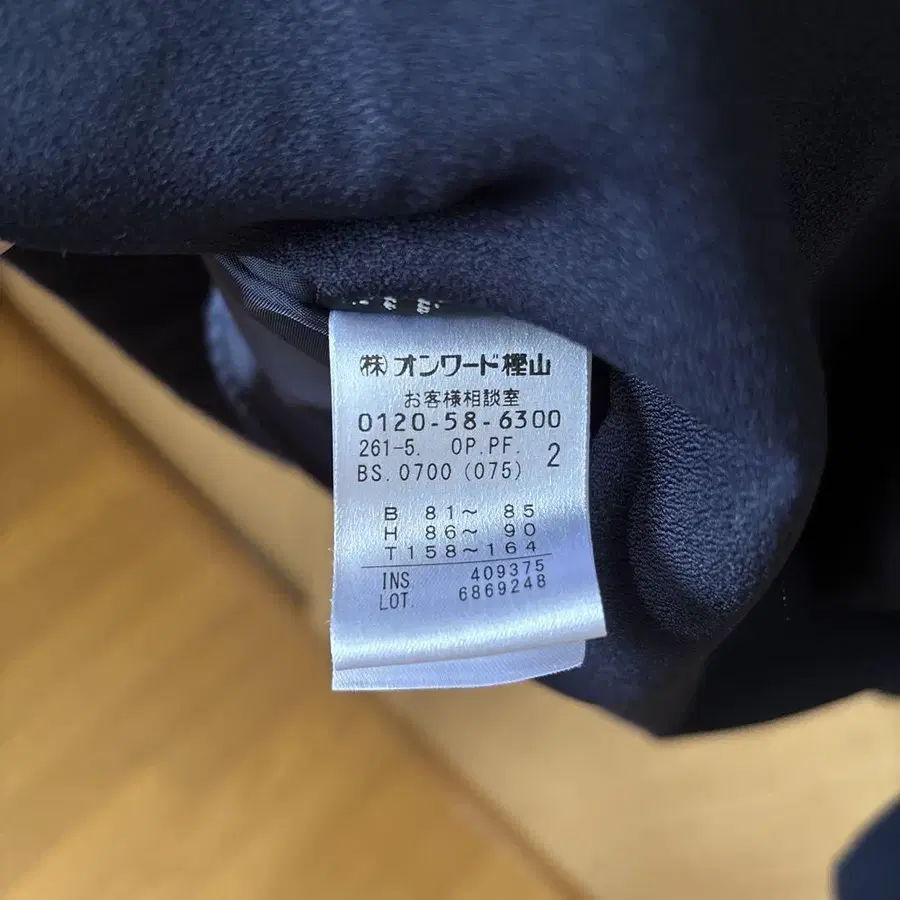 ㈱オンワード樫山
お客様相談室
0120-58-6300
261-5. OP.PF. 2
BS.0700 (075)
B 81～ 85
H 86～ 90
T 158～164
INS 409375
LOT. 6869248